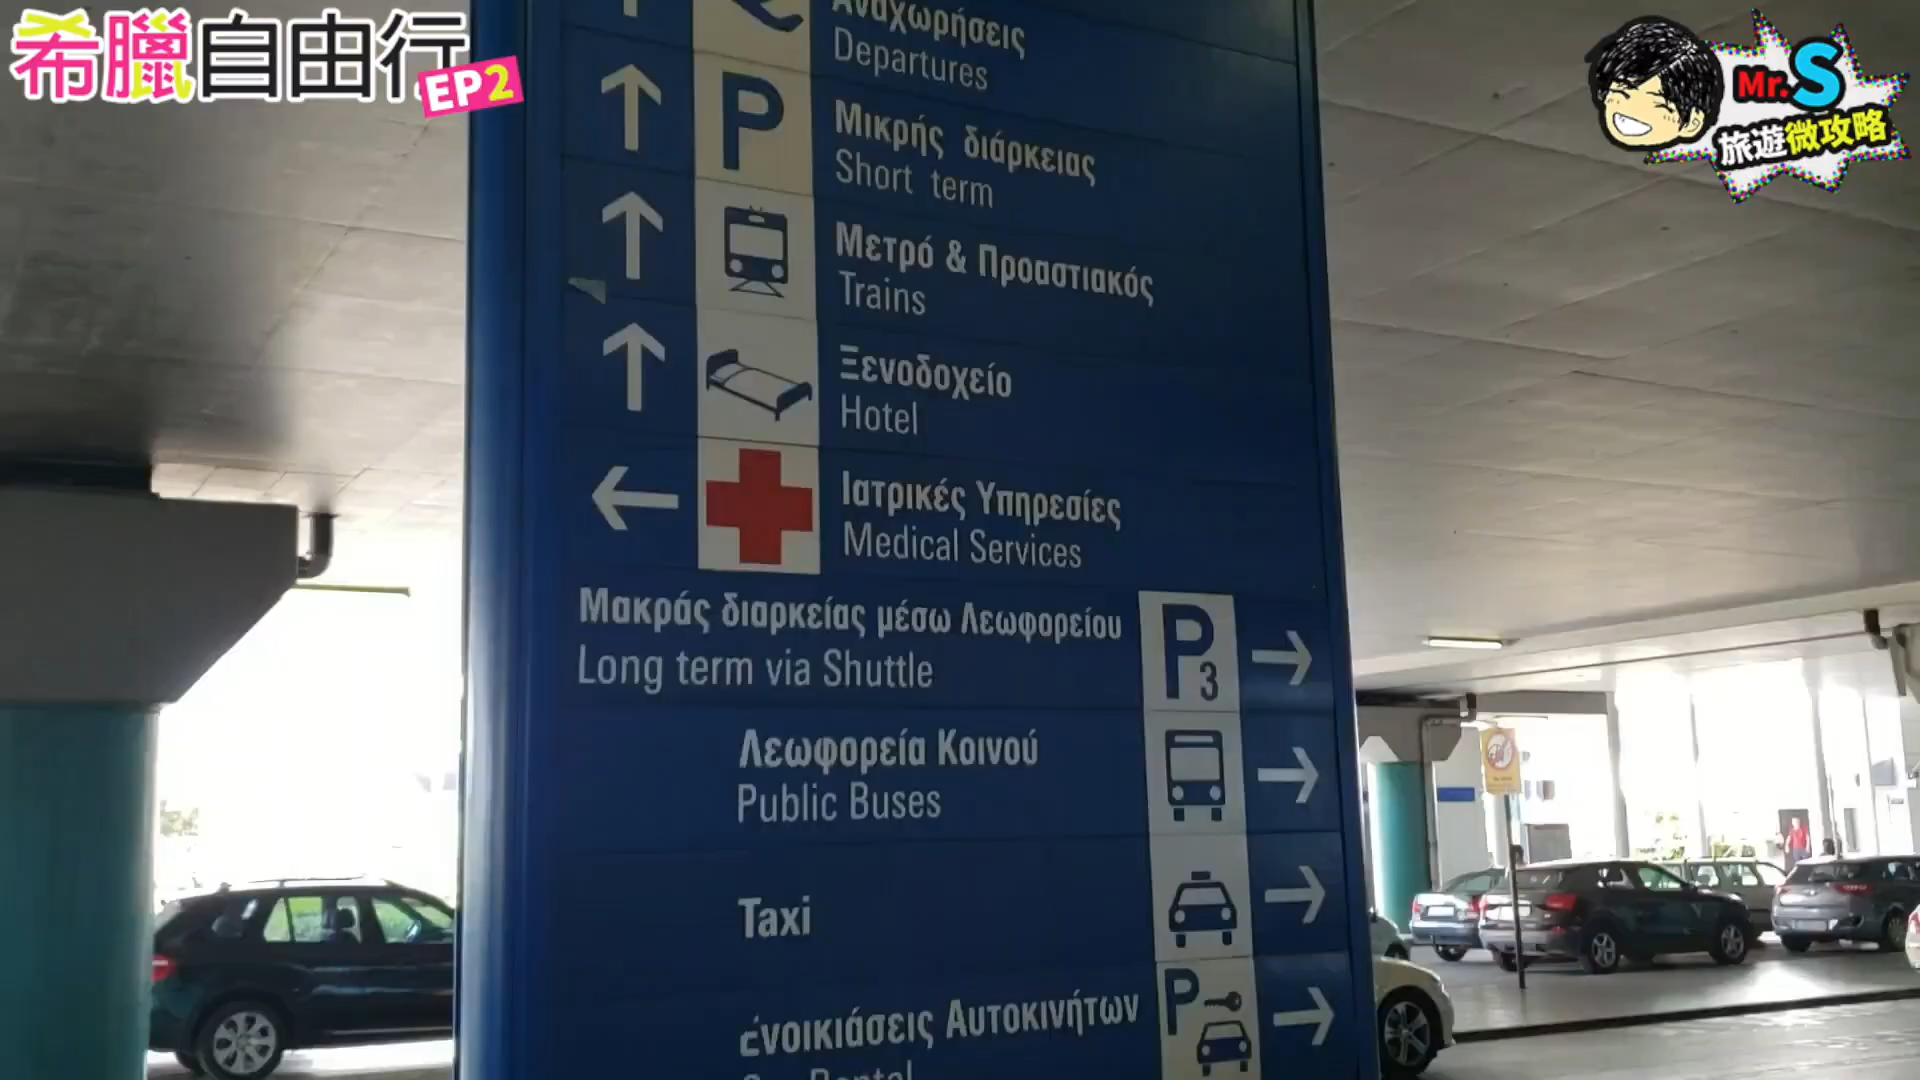 希臘自由行
EP2
Mr.S
旅遊微攻略
Αναχωρήσεις
Departures
P
Μικρής διάρκειας
Short term
Μετρό & Προαστιακός
Trains
Ξενοδοχείο
Hotel
Ιατρικές Υπηρεσίες
Medical Services
Μακράς διαρκείας μέσω Λεωφορείου
Long term via Shuttle
P3
Λεωφορεία Κοινού
Public Buses
Taxi
Ενοικιάσεις Αυτοκινήτων
P
Car Rental